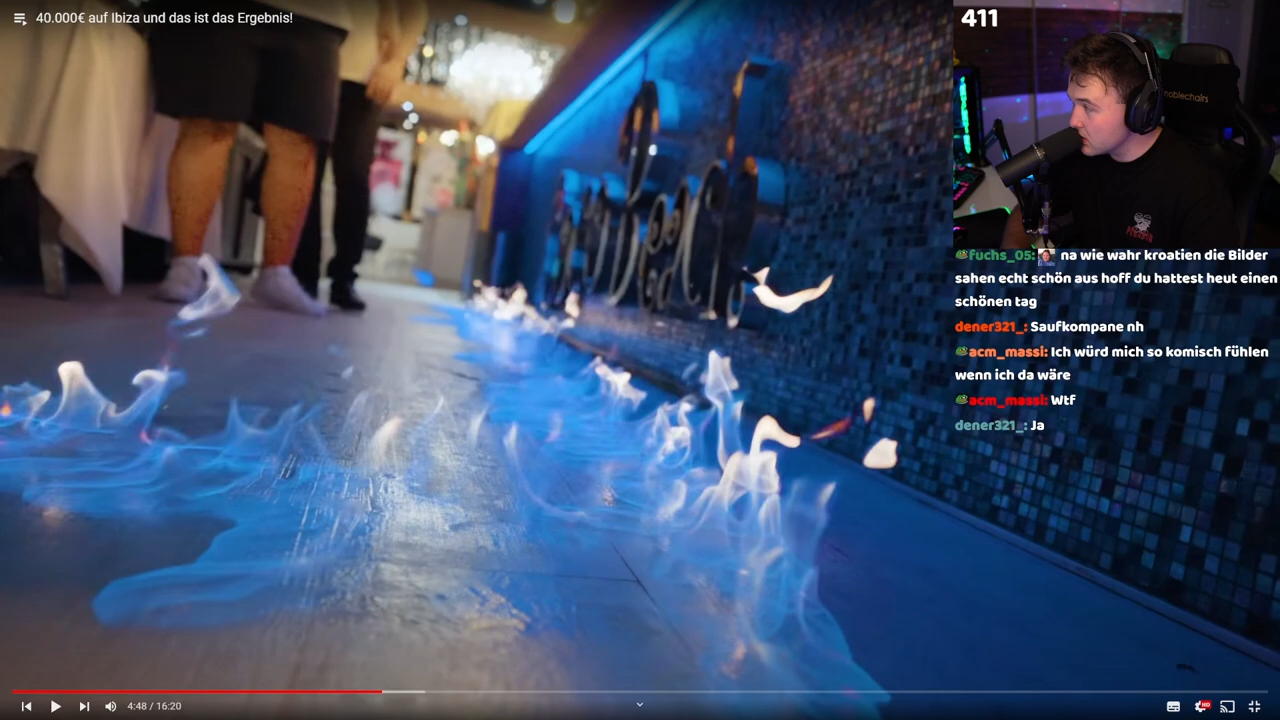 40.000€ auf Ibiza und das ist das Ergebnis!
411
noblechairs
fuchs_05: na wie wahr kroatien die Bilder
sahen echt schön aus hoff du hattest heut einen
schönen tag
dener321_: Saufkompane nh
acm_massi: Ich würd mich so komisch fühlen
wenn ich da wäre
acm_massi: Wtf
dener321_: Ja
4:48 / 16:20
HD